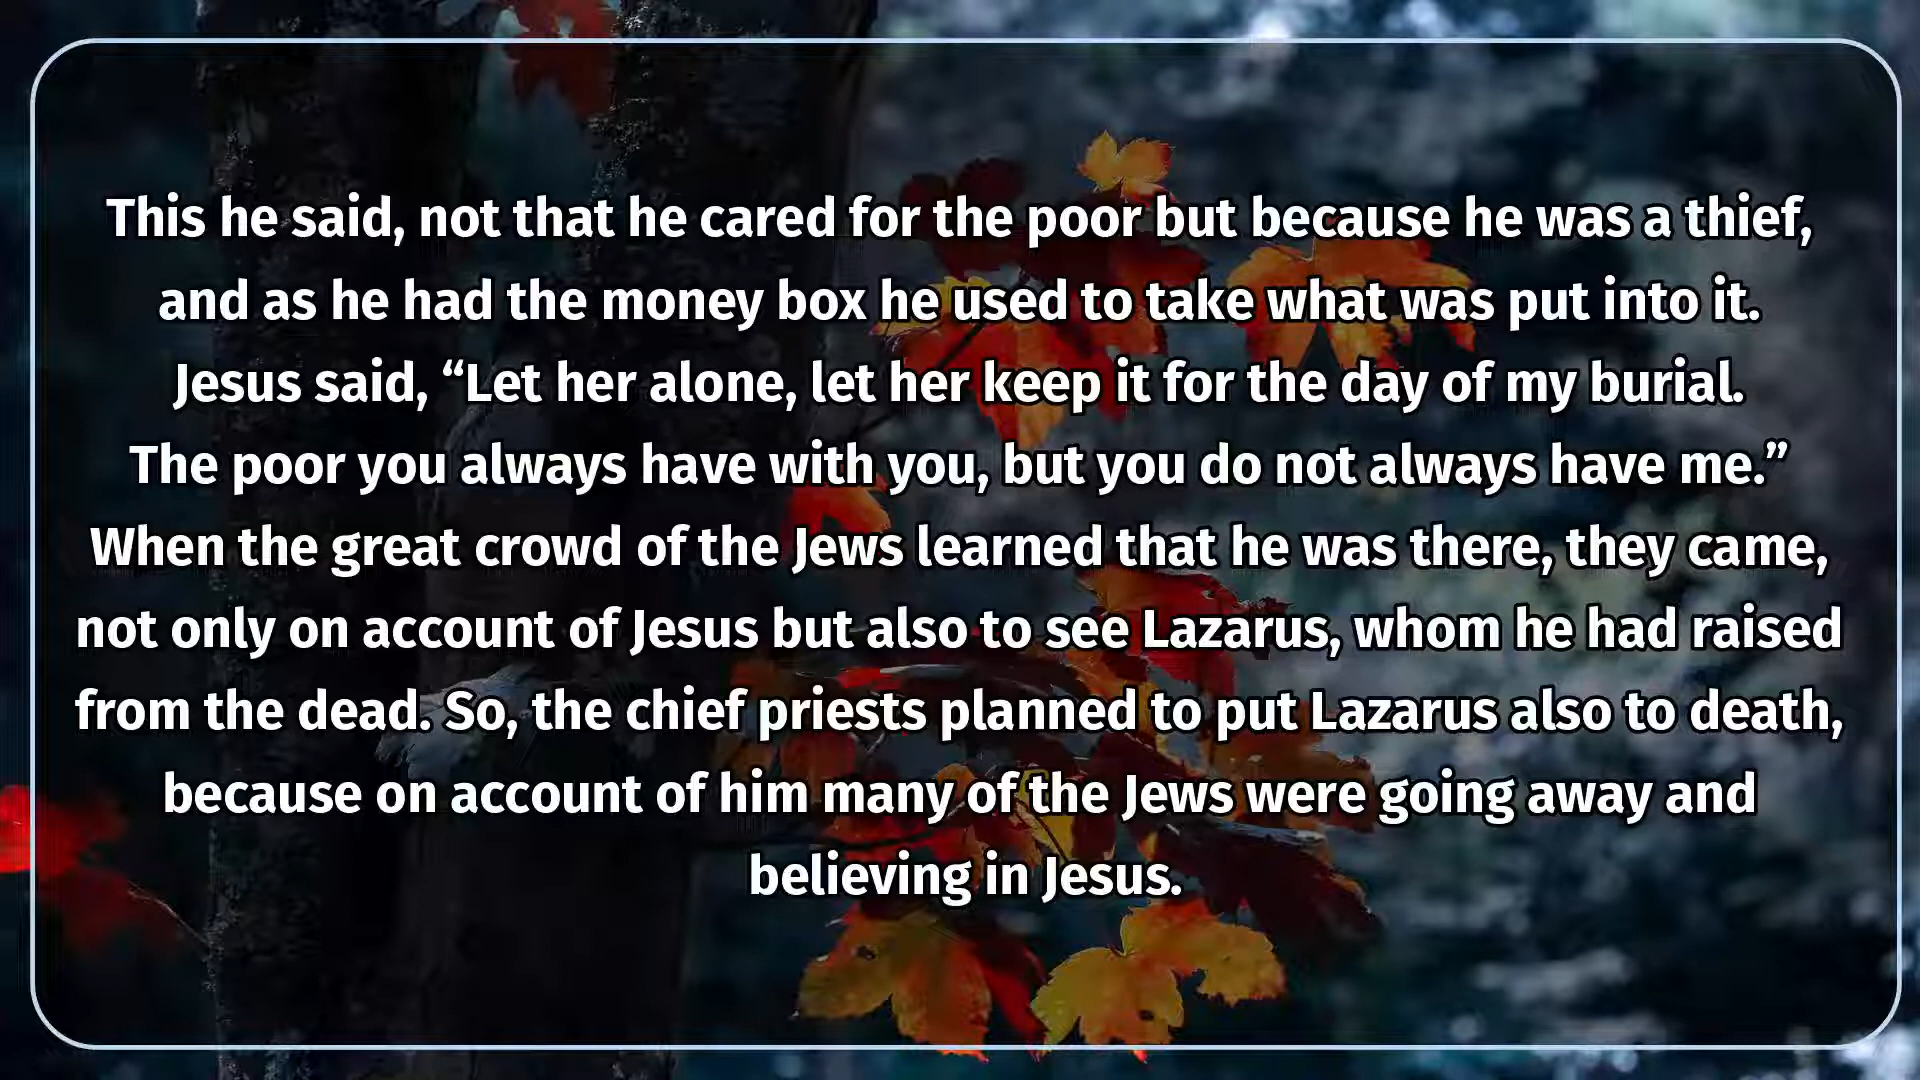 This he said, not that he cared for the poor but because he was a thief,
and as he had the money box he used to take what was put into it.
Jesus said, “Let her alone, let her keep it for the day of my burial.
The poor you always have with you, but you do not always have me.”
When the great crowd of the Jews learned that he was there, they came,
not only on account of Jesus but also to see Lazarus, whom he had raised
from the dead. So, the chief priests planned to put Lazarus also to death,
because on account of him many of the Jews were going away and
believing in Jesus.